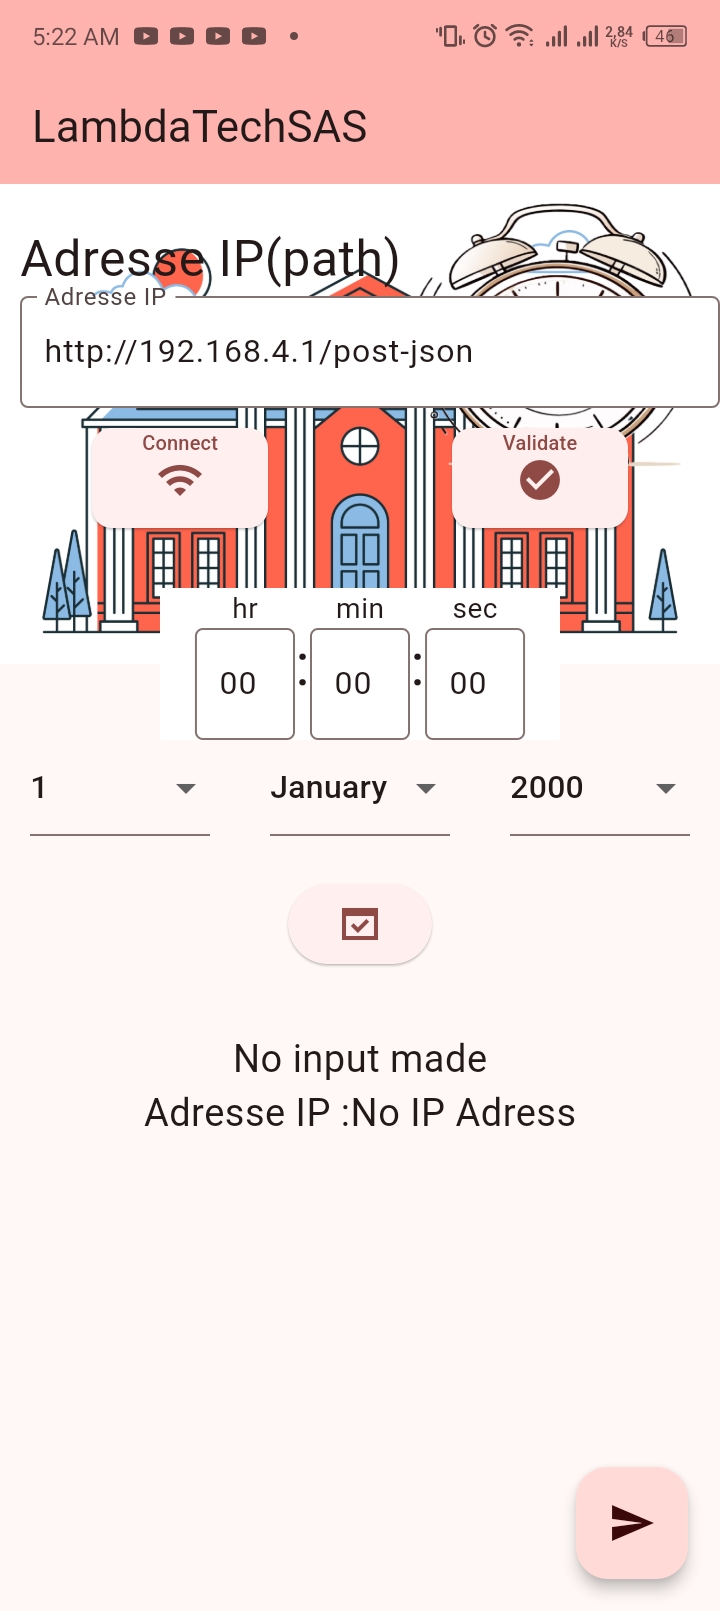 5:22 AM 2,84 K/S 46
LambdaTechSAS
Adresse IP(path)
Adresse IP
http://192.168.4.1/post-json
Connect Validate
hr min sec
00 : 00 : 00
1 January 2000
No input made
Adresse IP :No IP Adress